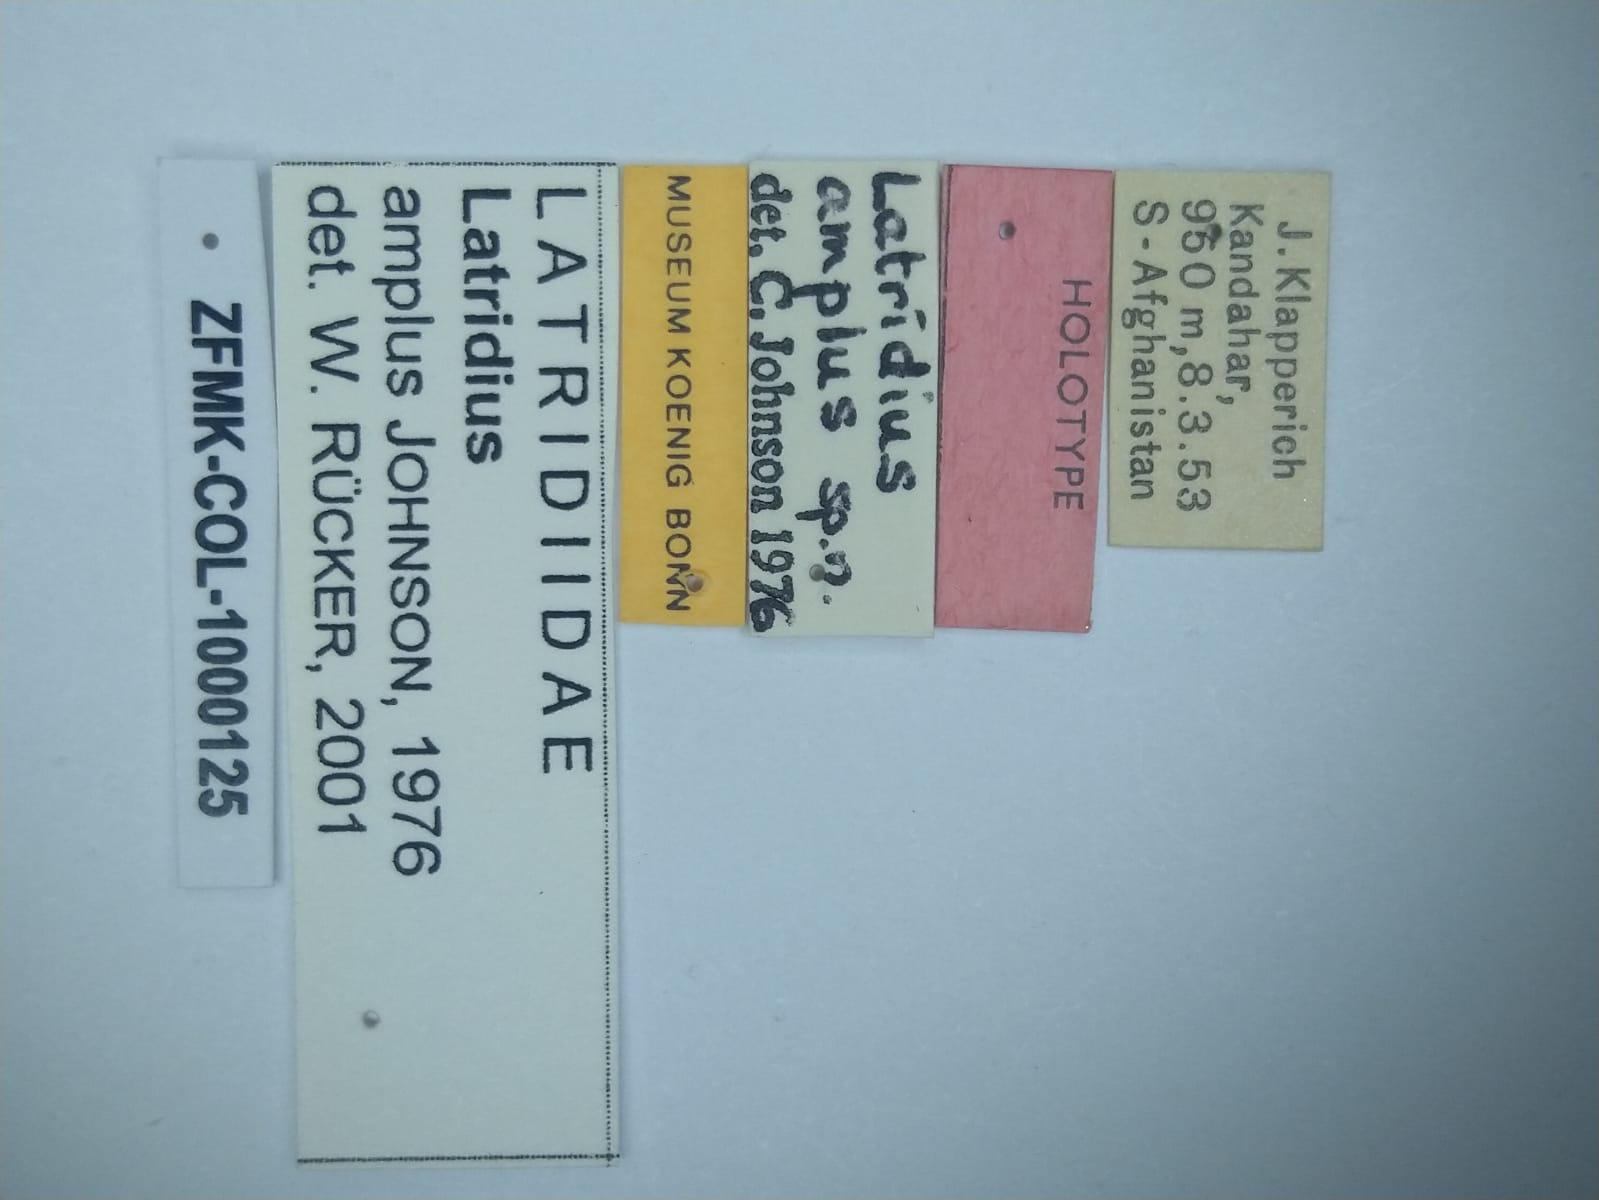 J. Klapperich
Kandahar,
950 m, 8.3.53
S-Afghanistan
HOLOTYPE
Latridius
amplus sp.n.
det. C. Johnson 1976
MUSEUM KOENIG BONN
LATRIDIIDAE
Latridius
amplus JOHNSON, 1976
det. W. RÜCKER, 2001
ZFMK-COL-1000125